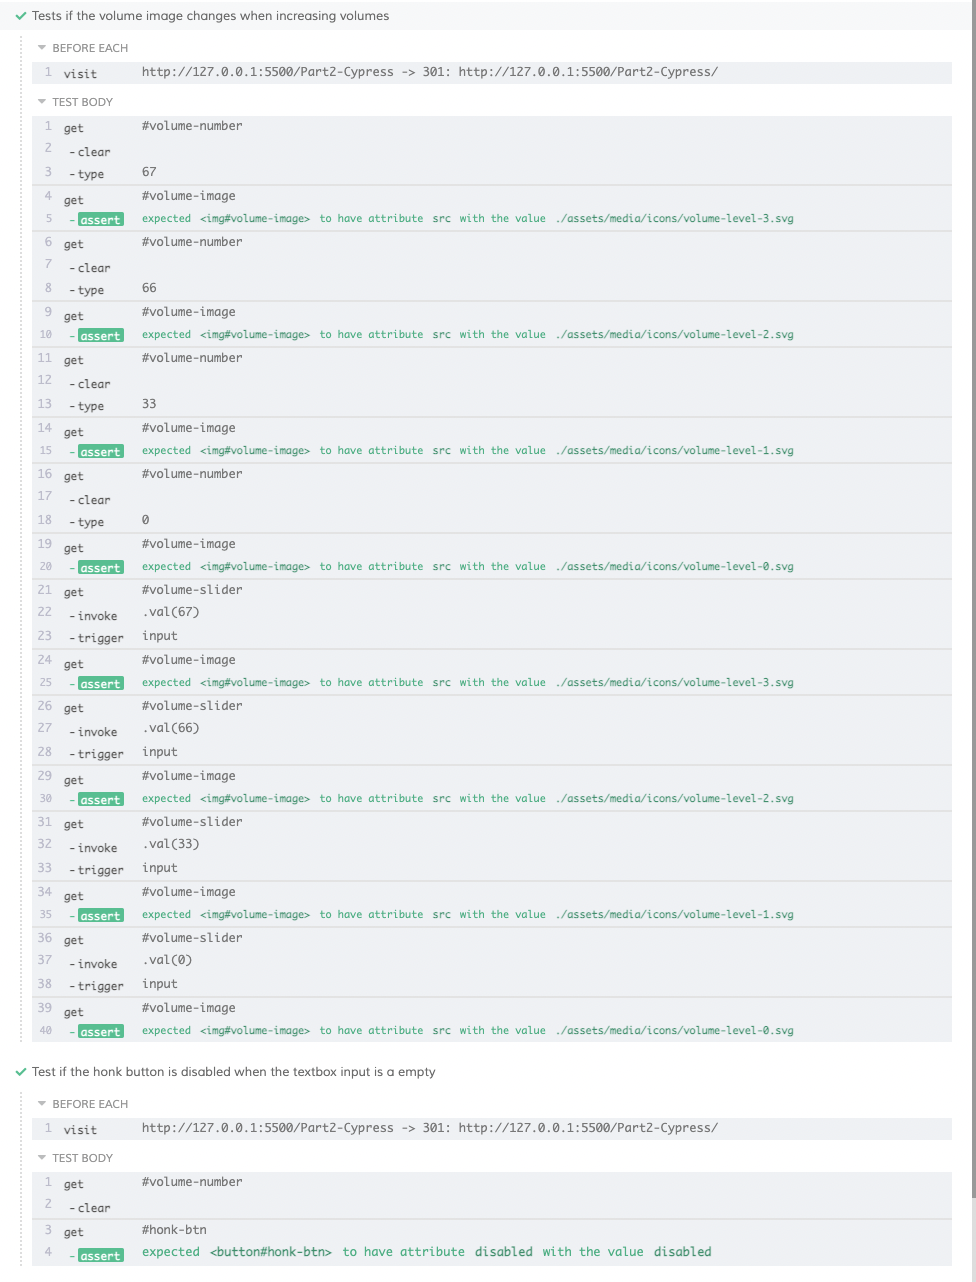 Tests if the volume image changes when increasing volumes
BEFORE EACH
1 visit http://127.0.0.1:5500/Part2-Cypress -> 301: http://127.0.0.1:5500/Part2-Cypress/
TEST BODY
1 get #volume-number
2 -clear
3 -type 67
4 get #volume-image
5 -assert expected <img#volume-image> to have attribute src with the value ./assets/media/icons/volume-level-3.svg
6 get #volume-number
7 -clear
8 -type 66
9 get #volume-image
10 -assert expected <img#volume-image> to have attribute src with the value ./assets/media/icons/volume-level-2.svg
11 get #volume-number
12 -clear
13 -type 33
14 get #volume-image
15 -assert expected <img#volume-image> to have attribute src with the value ./assets/media/icons/volume-level-1.svg
16 get #volume-number
17 -clear
18 -type 0
19 get #volume-image
20 -assert expected <img#volume-image> to have attribute src with the value ./assets/media/icons/volume-level-0.svg
21 get #volume-slider
22 -invoke .val(67)
23 -trigger input
24 get #volume-image
25 -assert expected <img#volume-image> to have attribute src with the value ./assets/media/icons/volume-level-3.svg
26 get #volume-slider
27 -invoke .val(66)
28 -trigger input
29 get #volume-image
30 -assert expected <img#volume-image> to have attribute src with the value ./assets/media/icons/volume-level-2.svg
31 get #volume-slider
32 -invoke .val(33)
33 -trigger input
34 get #volume-image
35 -assert expected <img#volume-image> to have attribute src with the value ./assets/media/icons/volume-level-1.svg
36 get #volume-slider
37 -invoke .val(0)
38 -trigger input
39 get #volume-image
40 -assert expected <img#volume-image> to have attribute src with the value ./assets/media/icons/volume-level-0.svg
Test if the honk button is disabled when the textbox input is a empty
BEFORE EACH
1 visit http://127.0.0.1:5500/Part2-Cypress -> 301: http://127.0.0.1:5500/Part2-Cypress/
TEST BODY
1 get #volume-number
2 -clear
3 get #honk-btn
4 -assert expected <button#honk-btn> to have attribute disabled with the value disabled